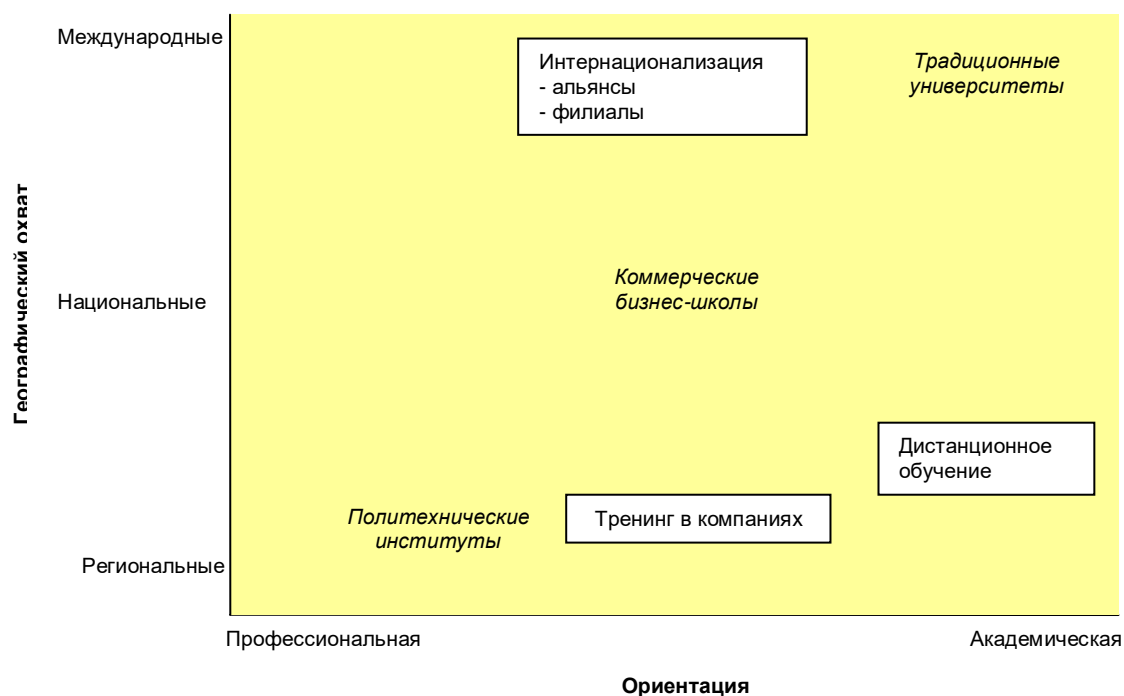 Международные
Интернационализация
- альянсы
- филиалы
Традиционные
университеты
Географический охват
Национальные
Коммерческие
бизнес-школы
Дистанционное
обучение
Политехнические
институты
Тренинг в компаниях
Региональные
Профессиональная
Академическая
Ориентация